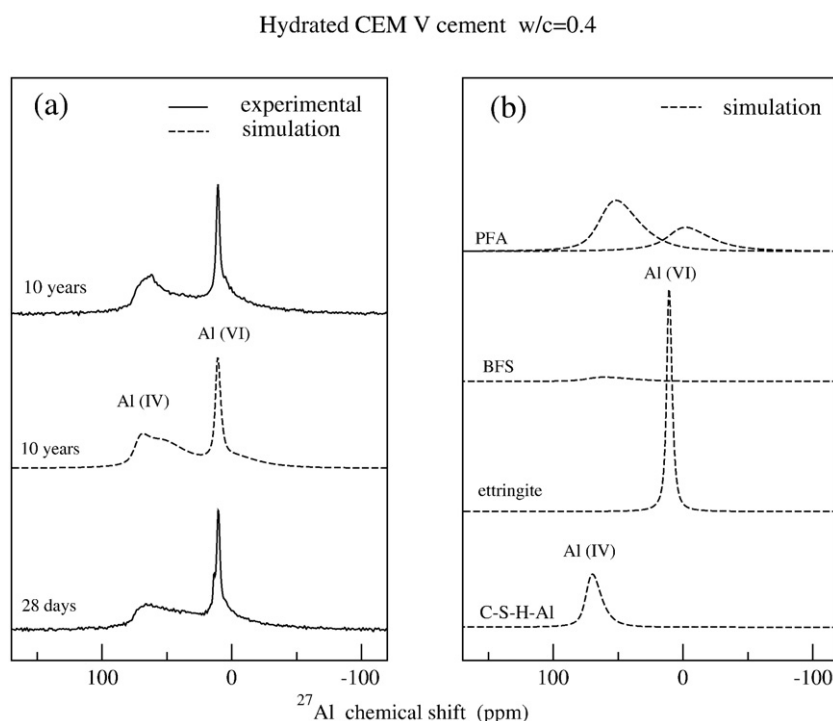 Hydrated CEM V cement w/c=0.4
(a)
experimental
simulation
10 years
Al (VI)
Al (IV)
10 years
28 days
100 0 -100
(b)
simulation
PFA
Al (VI)
BFS
ettringite
Al (IV)
C-S-H-Al
100 0 -100
27Al chemical shift (ppm)